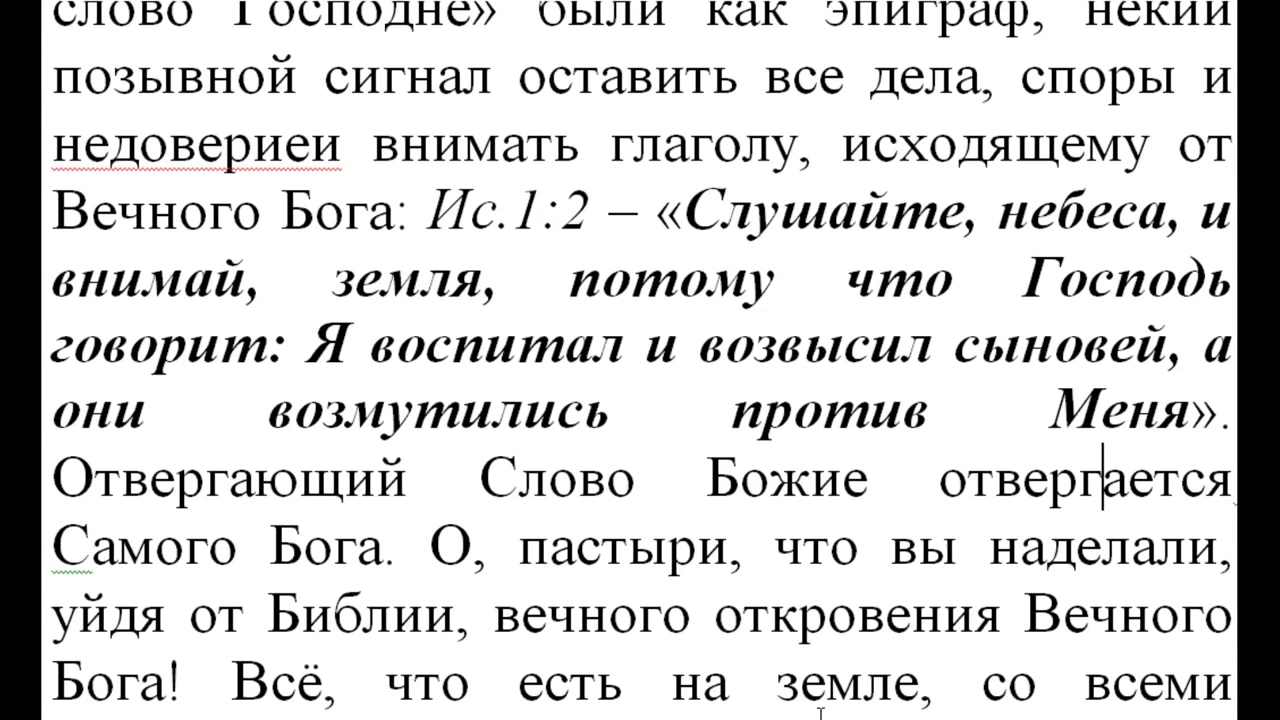 слово Господне» были как эпиграф, некий
позывной сигнал оставить все дела, споры и
недовериеи внимать глаголу, исходящему от
Вечного Бога: Ис.1:2 – «Слушайте, небеса, и
внимай, земля, потому что Господь
говорит: Я воспитал и возвысил сыновей, а
они возмутились против Меня».
Отвергающий Слово Божие отвергается
Самого Бога. О, пастыри, что вы наделали,
уйдя от Библии, вечного откровения Вечного
Бога! Всё, что есть на земле, со всеми